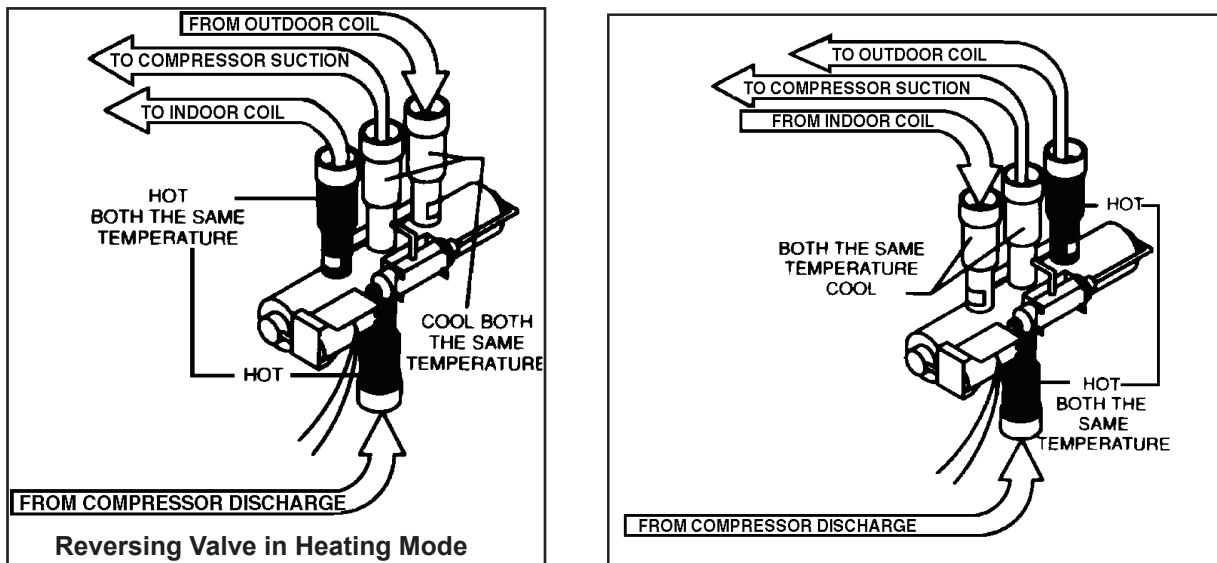 FROM OUTDOOR COIL
TO COMPRESSOR SUCTION
TO INDOOR COIL
HOT
BOTH THE SAME
TEMPERATURE
COOL BOTH
THE SAME
TEMPERATURE
HOT
FROM COMPRESSOR DISCHARGE
Reversing Valve in Heating Mode
TO OUTDOOR COIL
TO COMPRESSOR SUCTION
FROM INDOOR COIL
HOT
BOTH THE SAME
TEMPERATURE
COOL
HOT
BOTH THE
SAME
TEMPERATURE
FROM COMPRESSOR DISCHARGE